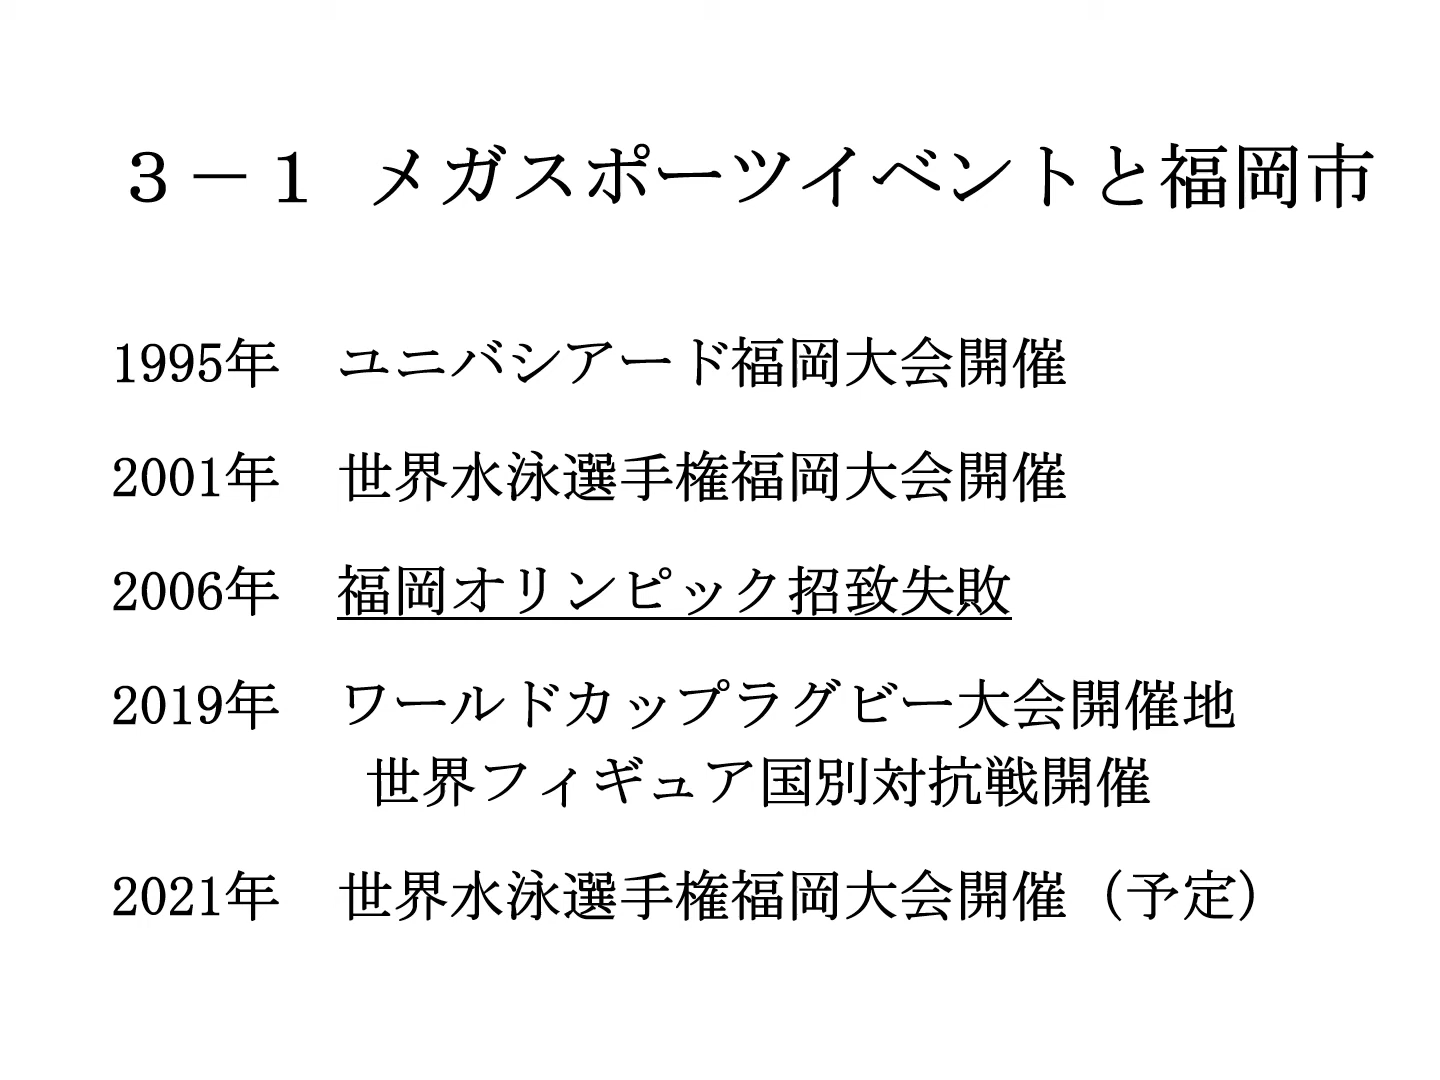 ３－１ メガスポーツイベントと福岡市
1995年　ユニバシアード福岡大会開催
2001年　世界水泳選手権福岡大会開催
2006年　福岡オリンピック招致失敗
2019年　ワールドカップラグビー大会開催地
世界フィギュア国別対抗戦開催
2021年　世界水泳選手権福岡大会開催（予定）